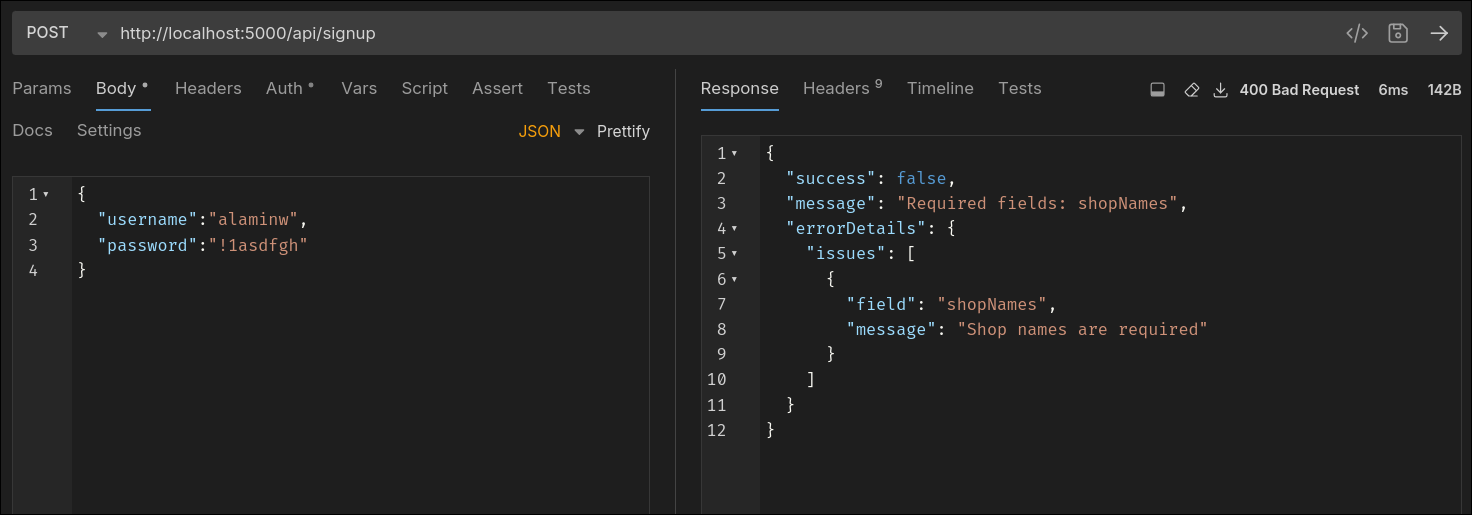 POST http://localhost:5000/api/signup
Params Body Headers Auth Vars Script Assert Tests
Docs Settings JSON Prettify
1 {
2 "username":"alaminw",
3 "password":"!1asdfgh"
4 }
Response Headers 9 Timeline Tests 400 Bad Request 6ms 142B
1 {
2 "success": false,
3 "message": "Required fields: shopNames",
4 "errorDetails": {
5 "issues": [
6 {
7 "field": "shopNames",
8 "message": "Shop names are required"
9 }
10 ]
11 }
12 }